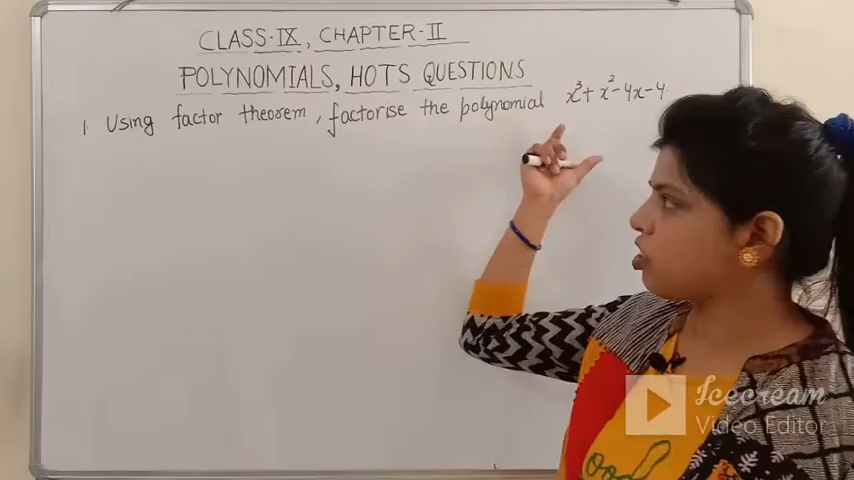 CLASS-IX, CHAPTER-II
POLYNOMIALS, HOTS QUESTIONS
1 Using factor theorem, factorise the polynomial x³+x²-4x-4
Icecream
Video Editor